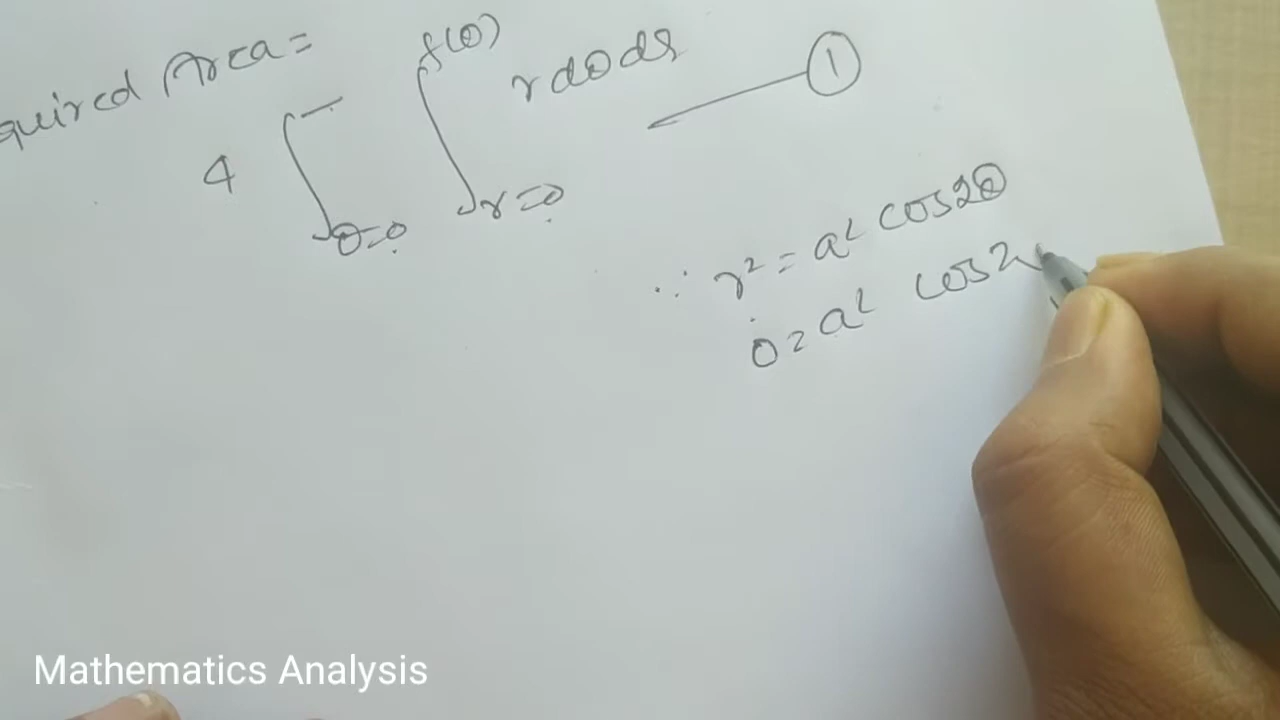 quired Area =
4 ∫θ=0 ∫r=0 f(θ) r dθ dr ①
∵ r² = a² cos2θ
0 = a² cos2
Mathematics Analysis